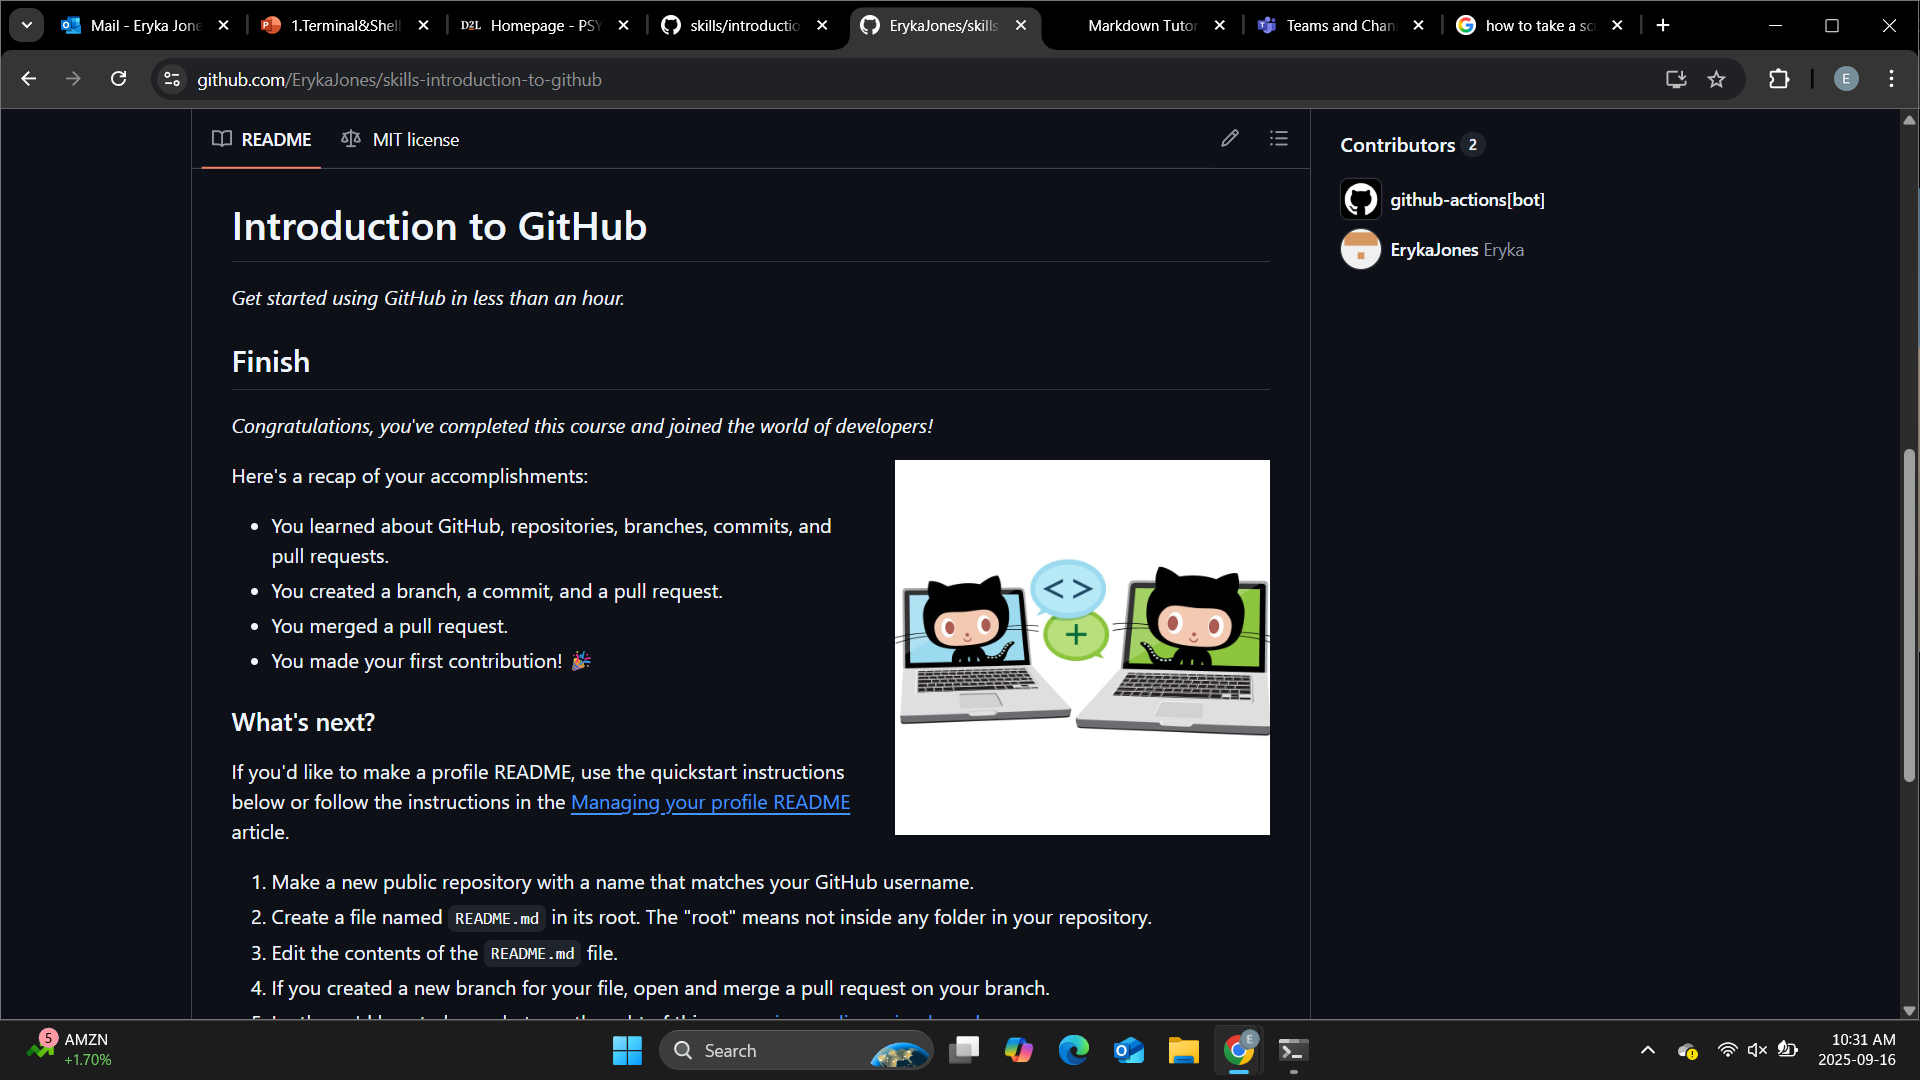 Mail - Eryka Jone
1.Terminal&Shell
D2L Homepage - PSY
skills/introductio
ErykaJones/skills
Markdown Tutor
Teams and Chan
how to take a sc
github.com/ErykaJones/skills-introduction-to-github
E
README
MIT license
Introduction to GitHub
Get started using GitHub in less than an hour.
Finish
Congratulations, you've completed this course and joined the world of developers!
Here's a recap of your accomplishments:
• You learned about GitHub, repositories, branches, commits, and
pull requests.
• You created a branch, a commit, and a pull request.
• You merged a pull request.
• You made your first contribution! 🎉
<>
+
What's next?
If you'd like to make a profile README, use the quickstart instructions
below or follow the instructions in the Managing your profile README
article.
1. Make a new public repository with a name that matches your GitHub username.
2. Create a file named README.md in its root. The "root" means not inside any folder in your repository.
3. Edit the contents of the README.md file.
4. If you created a new branch for your file, open and merge a pull request on your branch.
Contributors 2
github-actions[bot]
ErykaJones Eryka
5
AMZN
+1.70%
Search
E
10:31 AM
2025-09-16